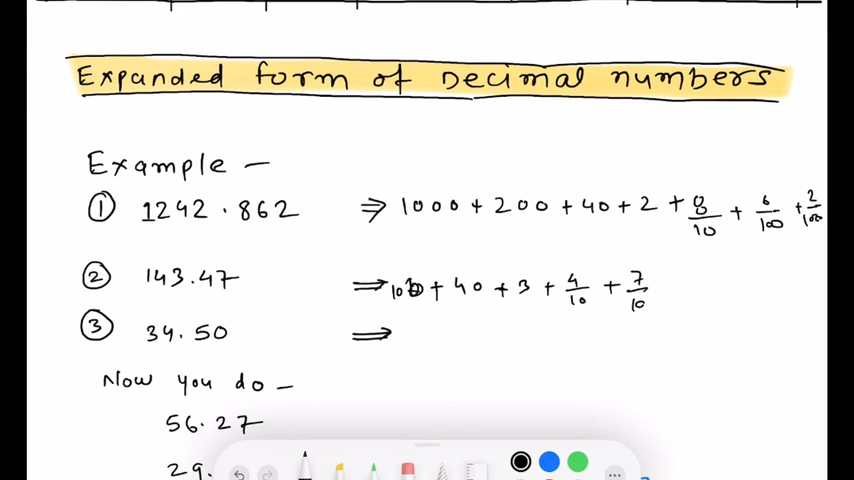 Expanded form of Decimal numbers
Example —
① 1242.862 ⇒ 1000 + 200 + 40 + 2 + 8/10 + 6/100 + 2/100
② 143.47 ⇒ 100 + 40 + 3 + 4/10 + 7/10
③ 34.50 ⇒
Now you do —
56.27
29.